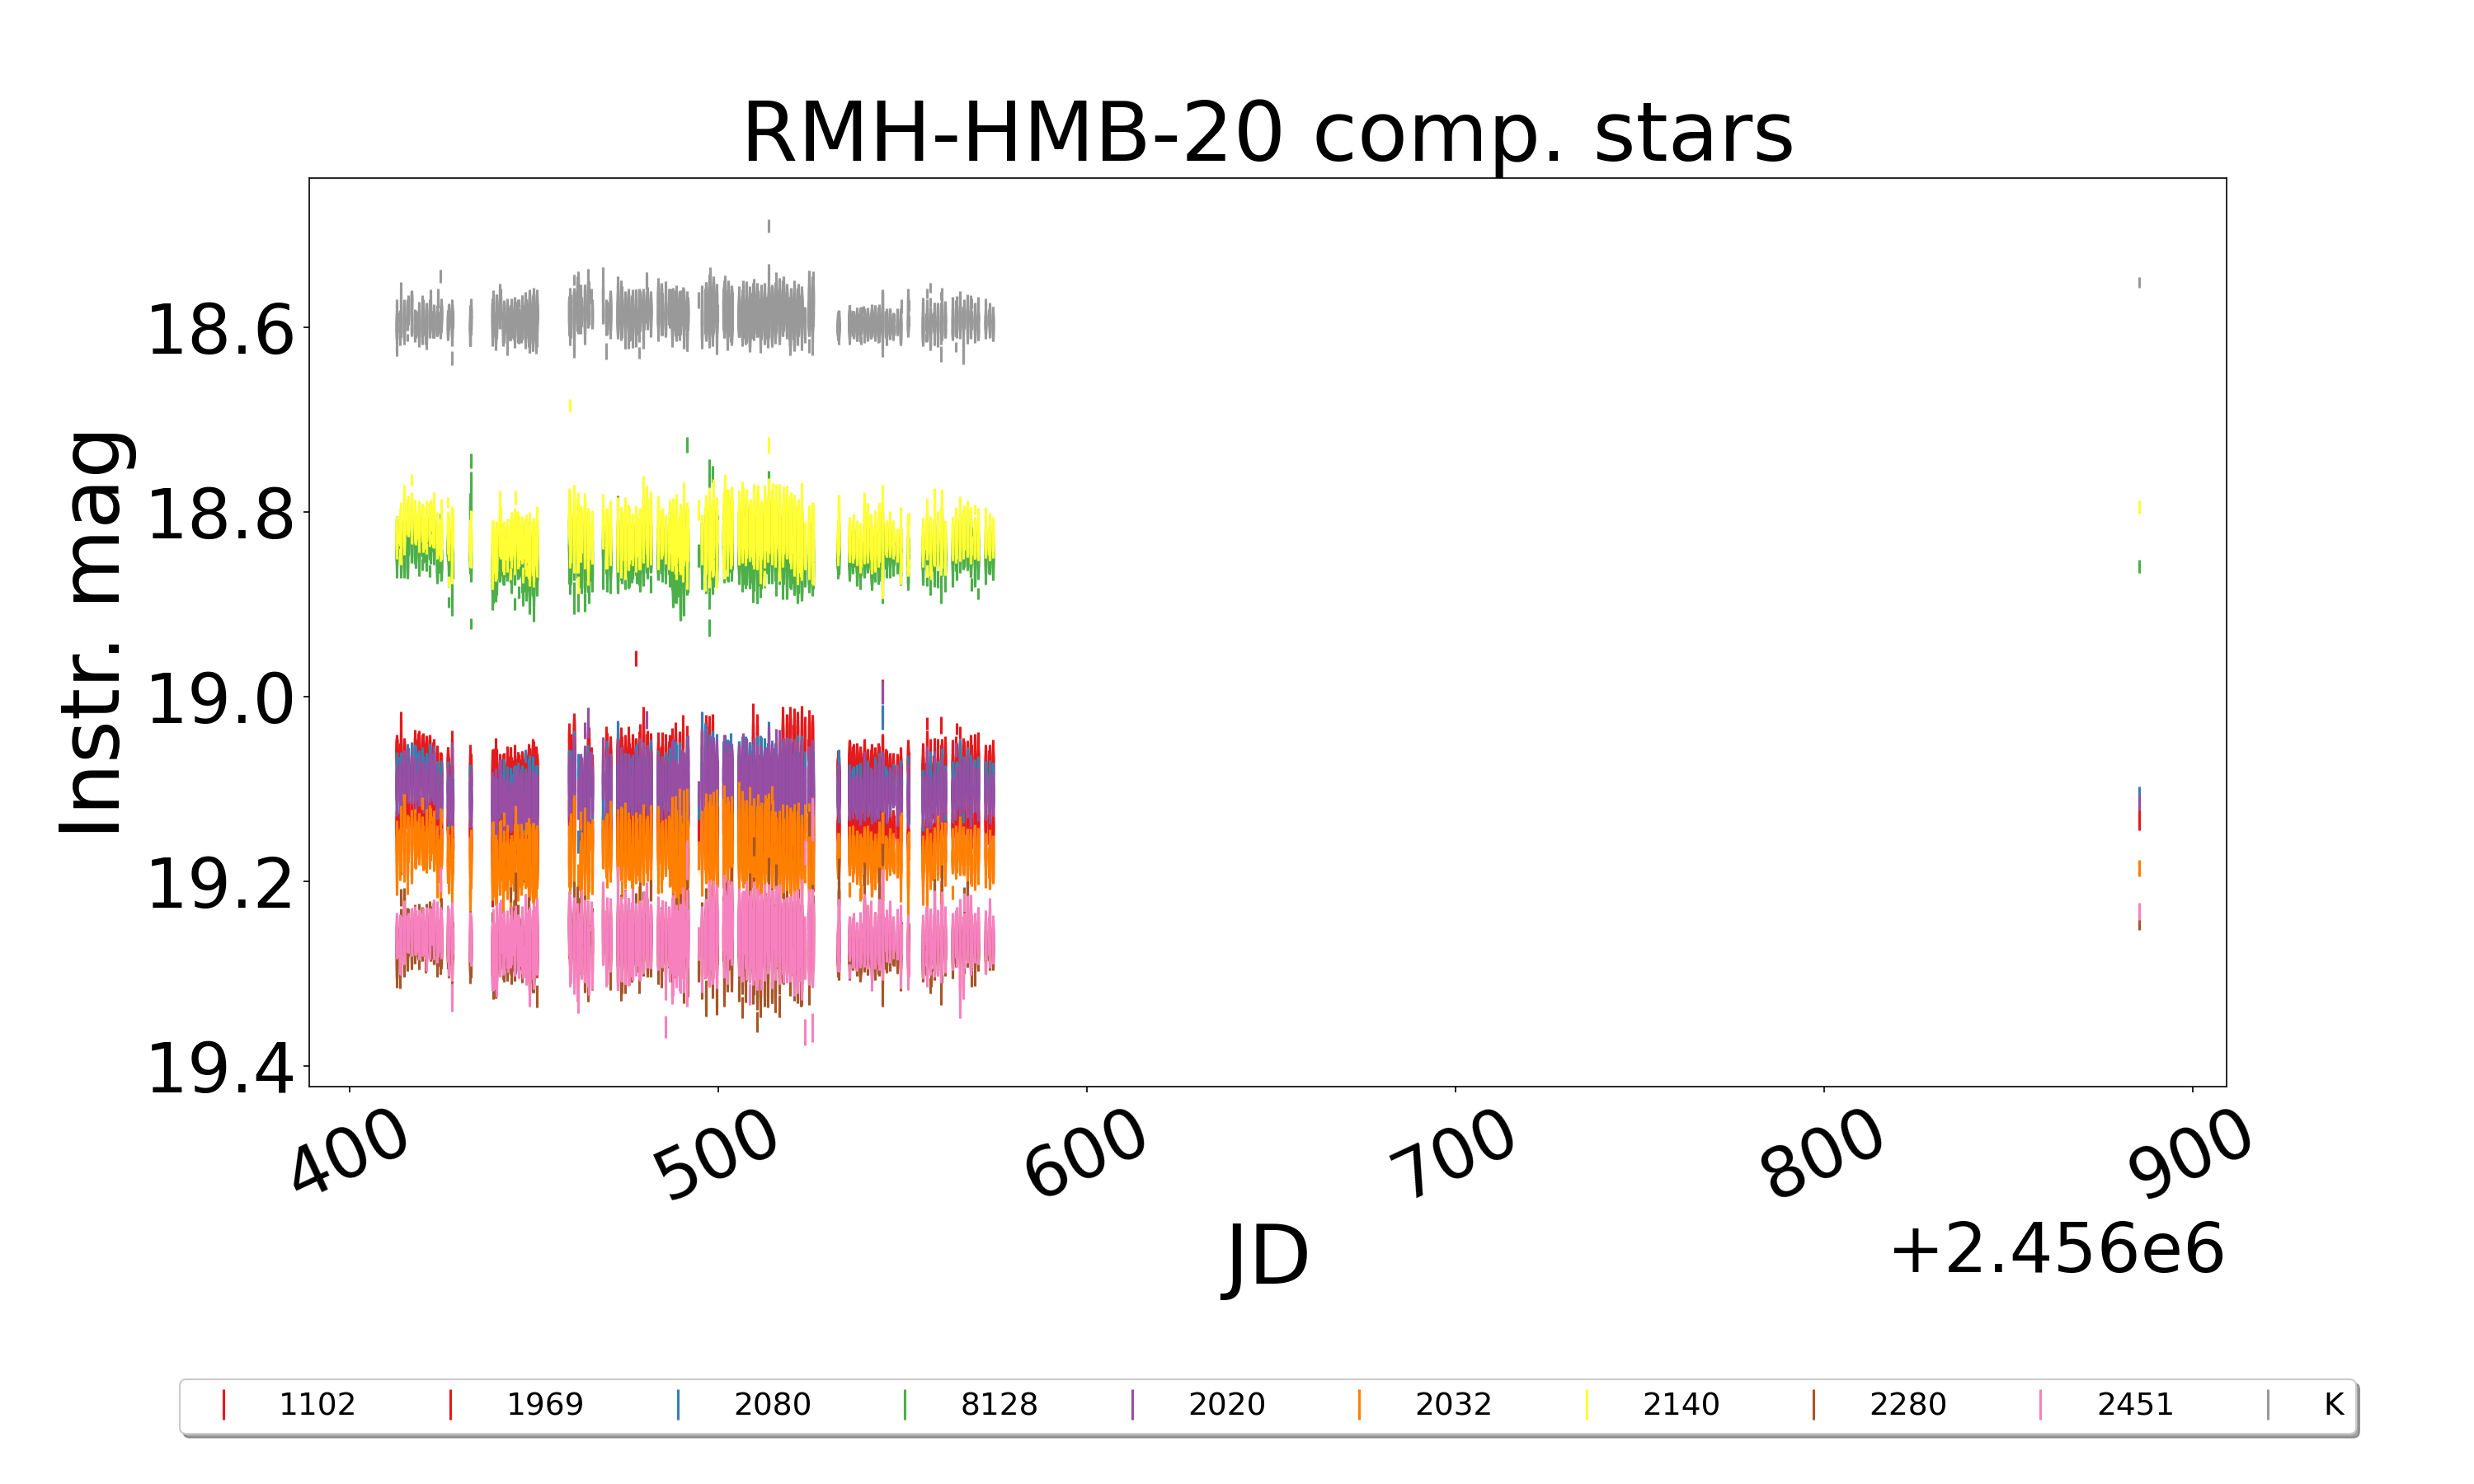 RMH-HMB-20 comp. stars
Instr. mag
18.6
18.8
19.0
19.2
19.4
400 500 600 700 800 900
JD
+2.456e6
1102 1969 2080 8128 2020 2032 2140 2280 2451 K